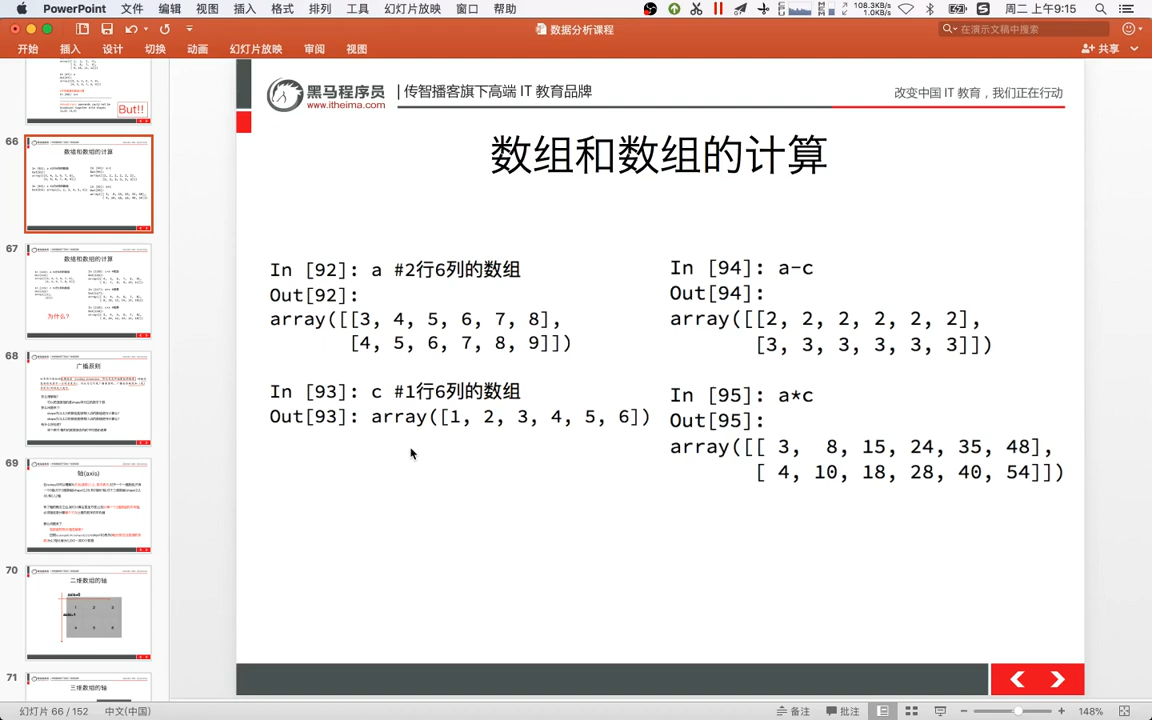 PowerPoint 文件 编辑 视图 插入 格式 排列 工具 幻灯片放映 窗口 帮助
108.3KB/s
1.0KB/s
周二 上午9:15
数据分析课程
在演示文稿中搜索
开始 插入 设计 切换 动画 幻灯片放映 审阅 视图
共享
But!!
66
数组和数组的计算
67
数组和数组的计算
为什么?
68
广播原则
69
轴(axis)
70
二维数组的轴
71
三维数组的轴
黑马程序员
www.itheima.com
传智播客旗下高端 IT 教育品牌
改变中国 IT 教育，我们正在行动
数组和数组的计算
In [92]: a #2行6列的数组
Out[92]:
array([[3, 4, 5, 6, 7, 8],
[4, 5, 6, 7, 8, 9]])
In [93]: c #1行6列的数组
Out[93]: array([1, 2, 3, 4, 5, 6])
In [94]: a-c
Out[94]:
array([[2, 2, 2, 2, 2, 2],
[3, 3, 3, 3, 3, 3]])
In [95]: a*c
Out[95]:
array([[ 3, 8, 15, 24, 35, 48],
[ 4, 10, 18, 28, 40, 54]])
幻灯片 66 / 152 中文(中国)
备注 批注 148%